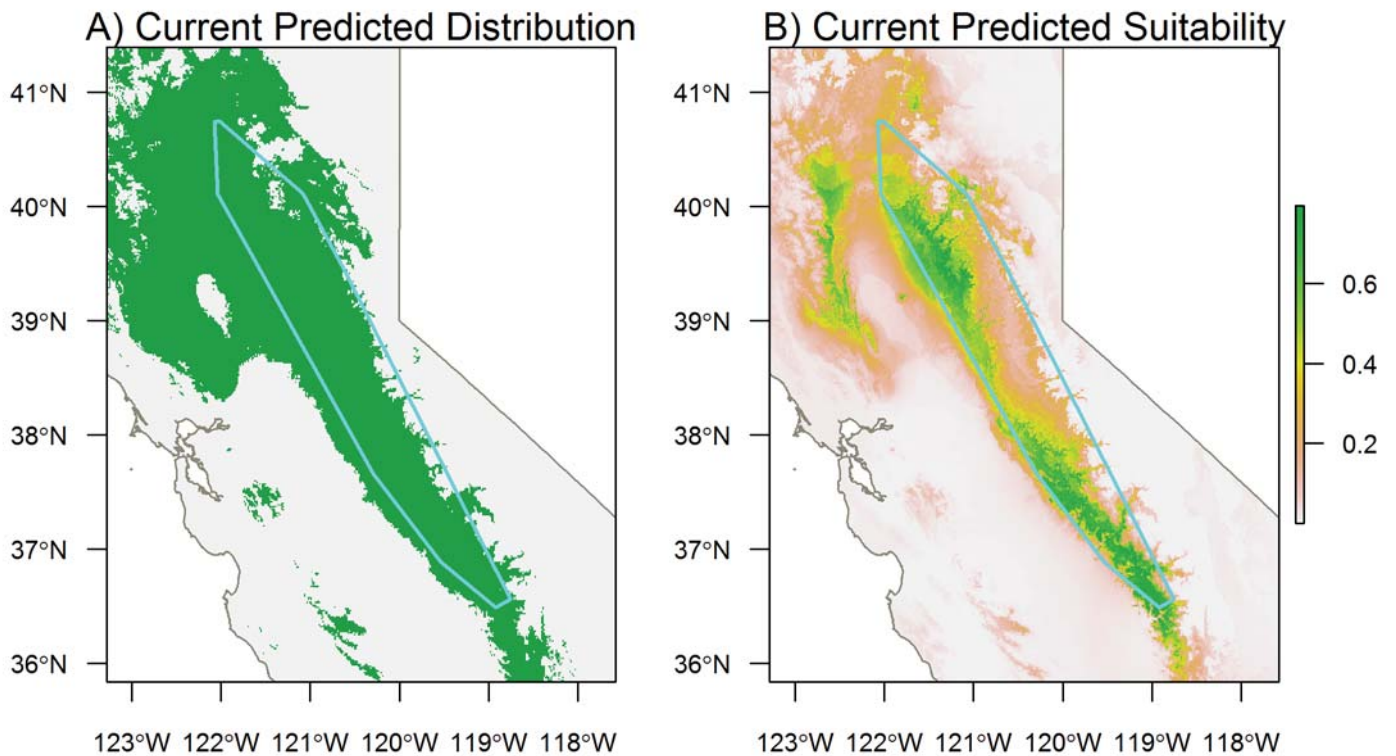 A) Current Predicted Distribution
41°N
40°N
39°N
38°N
37°N
36°N
123°W 122°W 121°W 120°W 119°W 118°W
B) Current Predicted Suitability
41°N
40°N
39°N
38°N
37°N
36°N
123°W 122°W 121°W 120°W 119°W 118°W
0.6
0.4
0.2